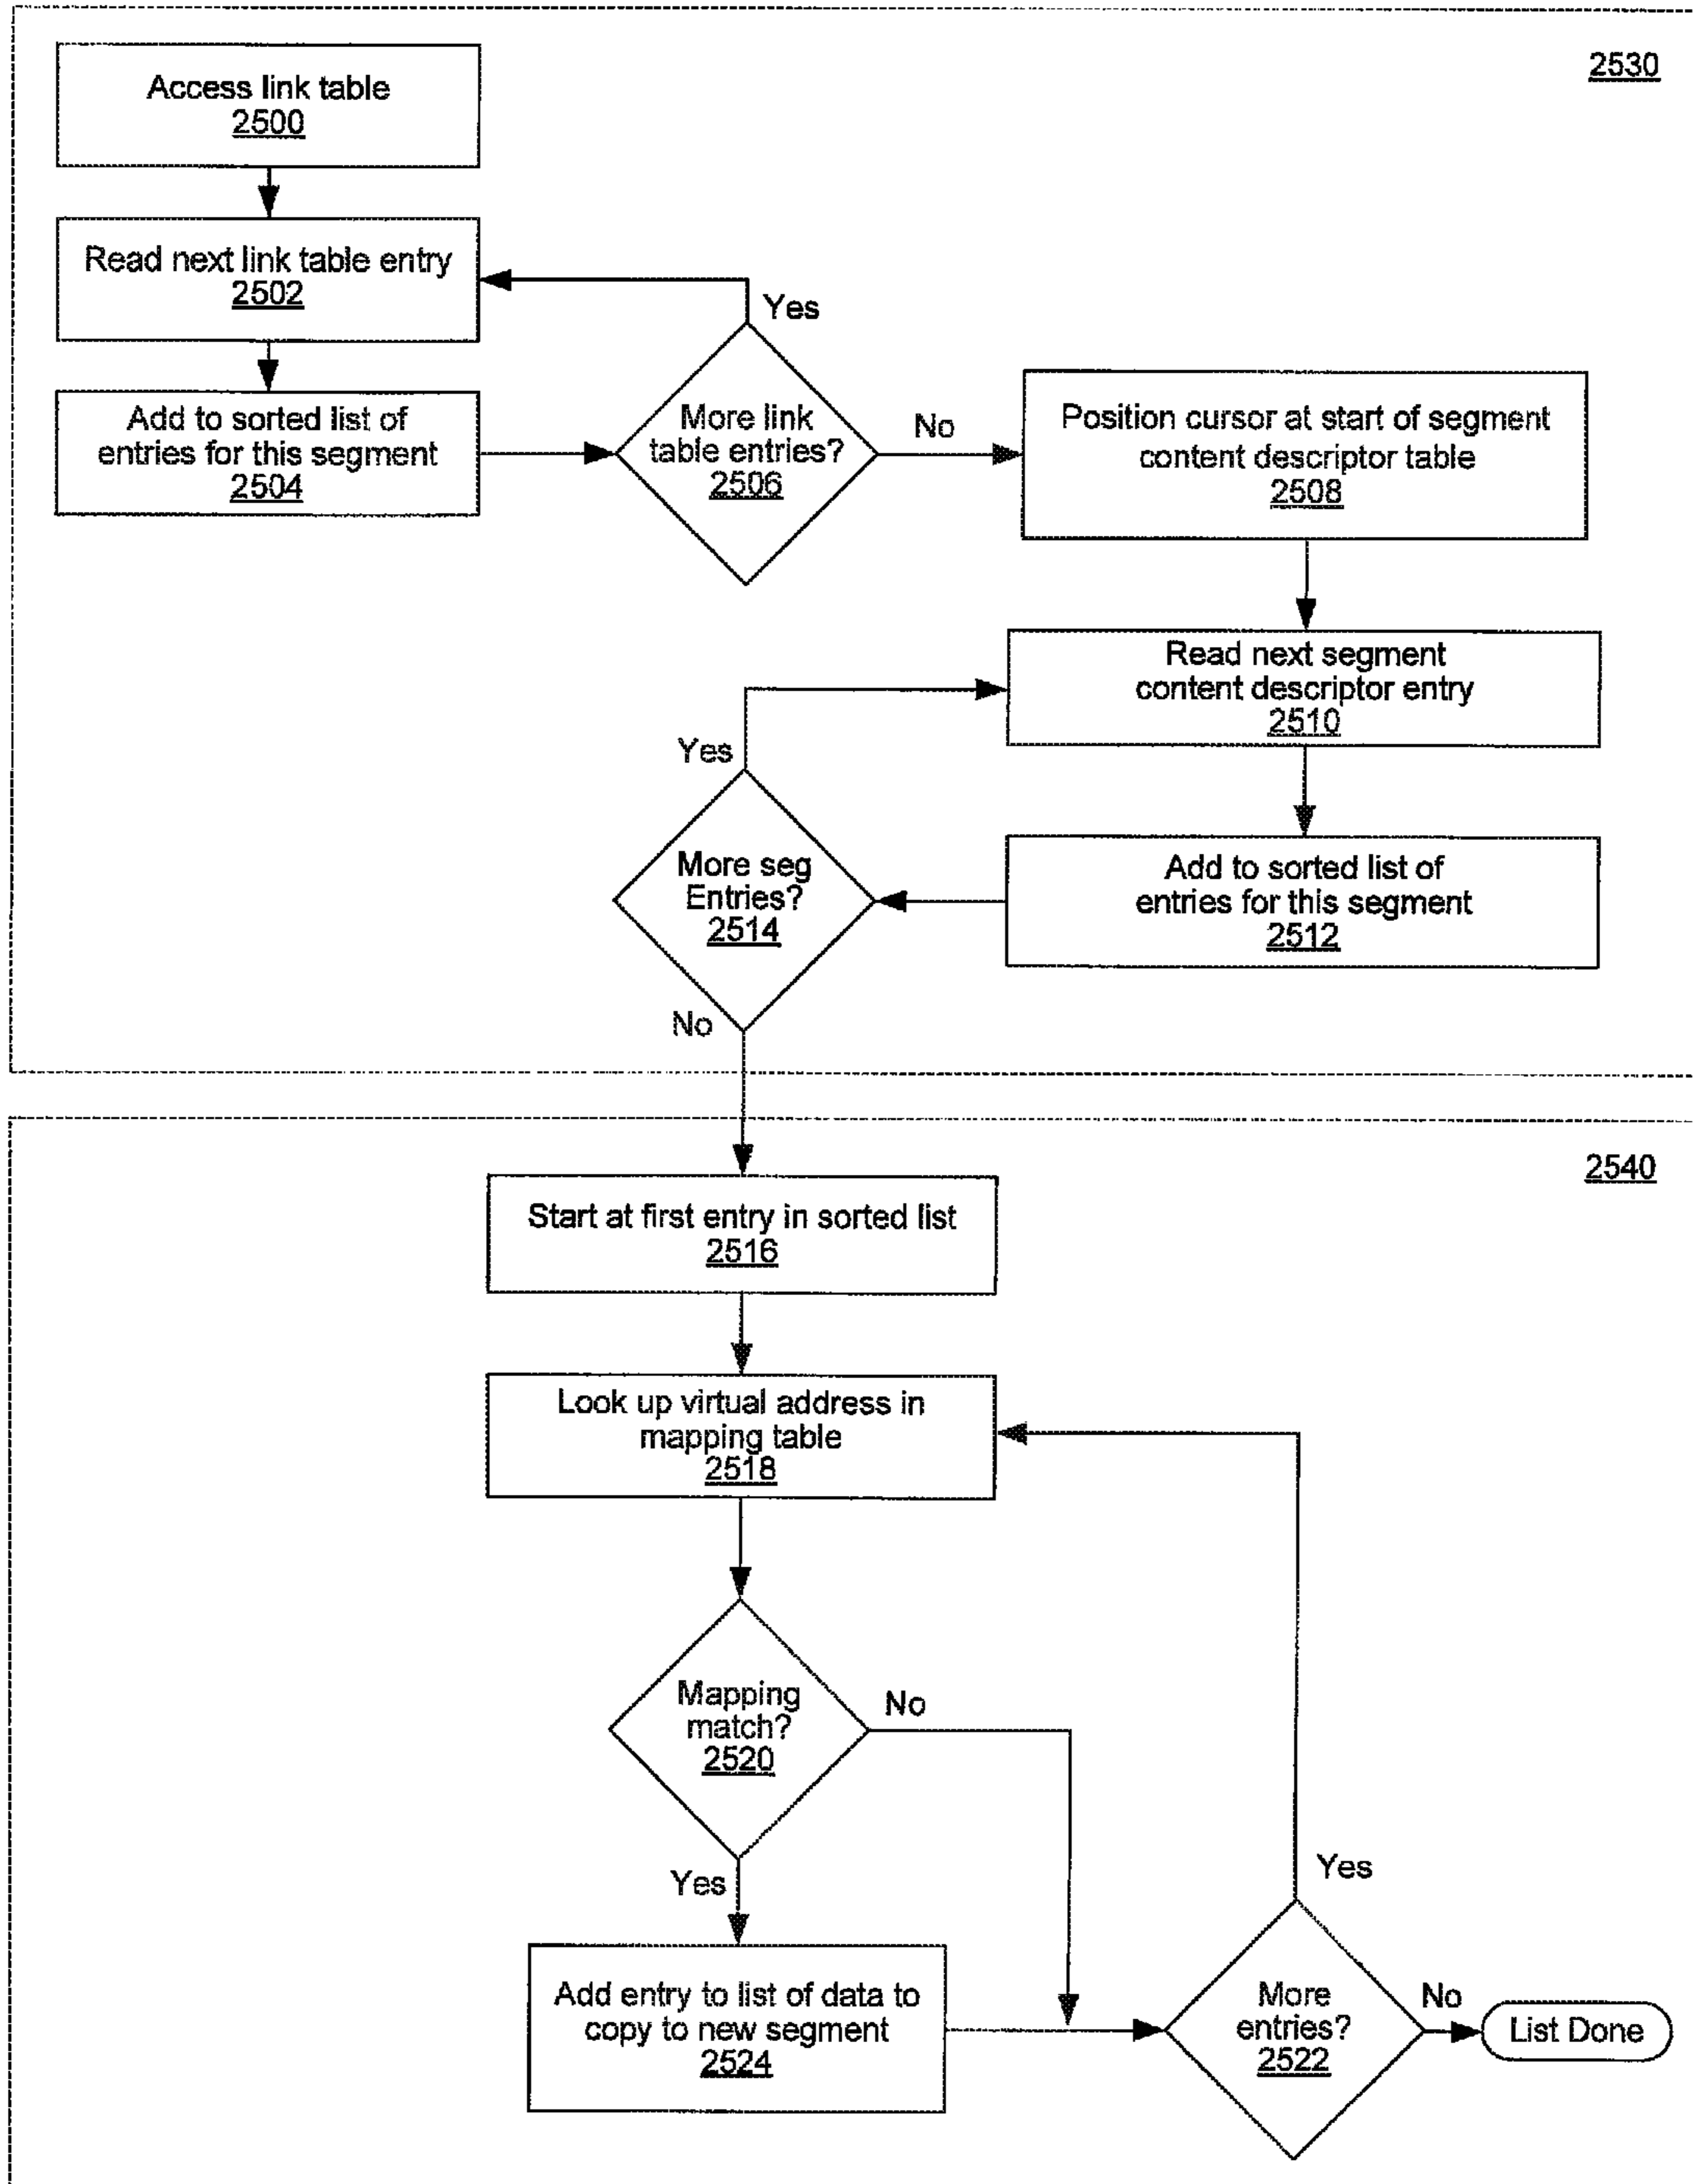 2530
Access link table
2500
Read next link table entry
2502
Yes
Add to sorted list of
entries for this segment
2504
More link
table entries?
2506
No
Position cursor at start of segment
content descriptor table
2508
Read next segment
content descriptor entry
2510
Yes
More seg
Entries?
2514
Add to sorted list of
entries for this segment
2512
No
2540
Start at first entry in sorted list
2516
Look up virtual address in
mapping table
2518
Mapping
match?
2520
No
Yes
Yes
Add entry to list of data to
copy to new segment
2524
More
entries?
2522
No
List Done